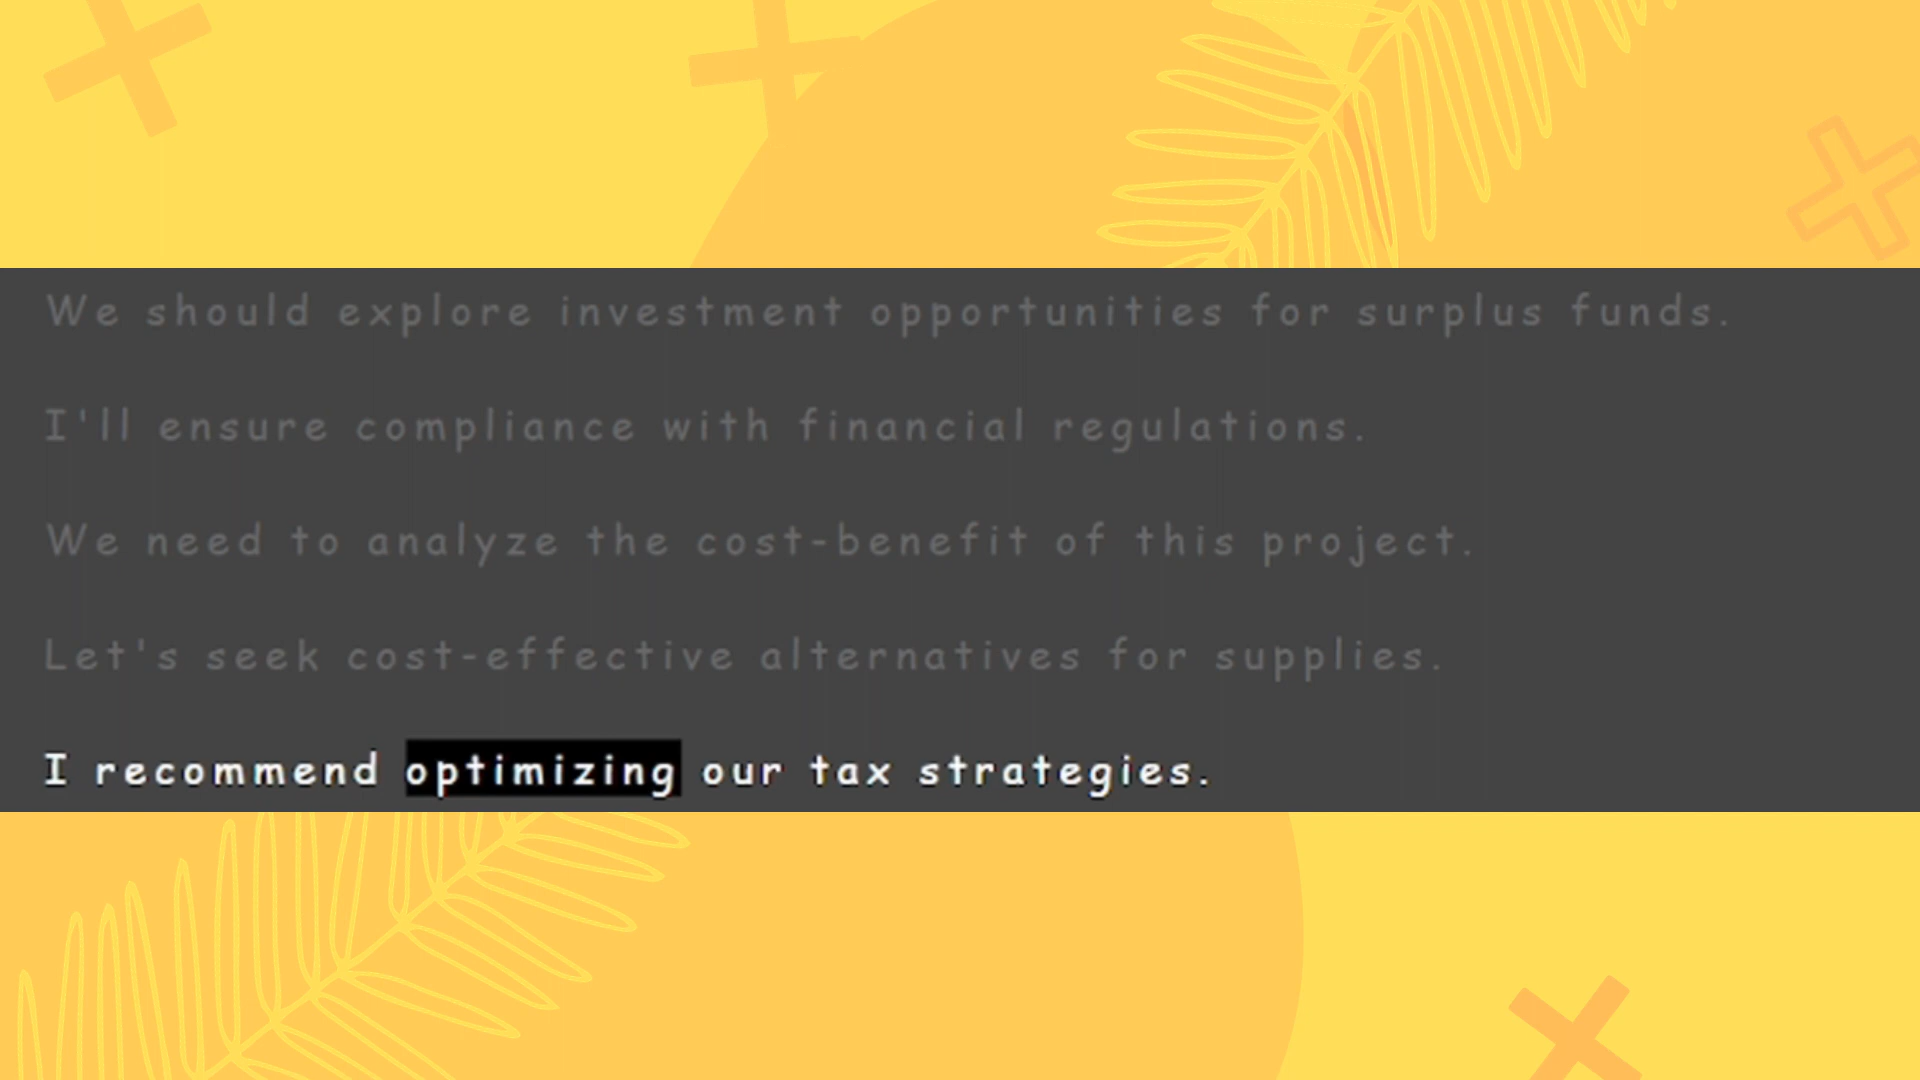 We should explore investment opportunities for surplus funds.
I'll ensure compliance with financial regulations.
We need to analyze the cost-benefit of this project.
Let's seek cost-effective alternatives for supplies.
I recommend optimizing our tax strategies.